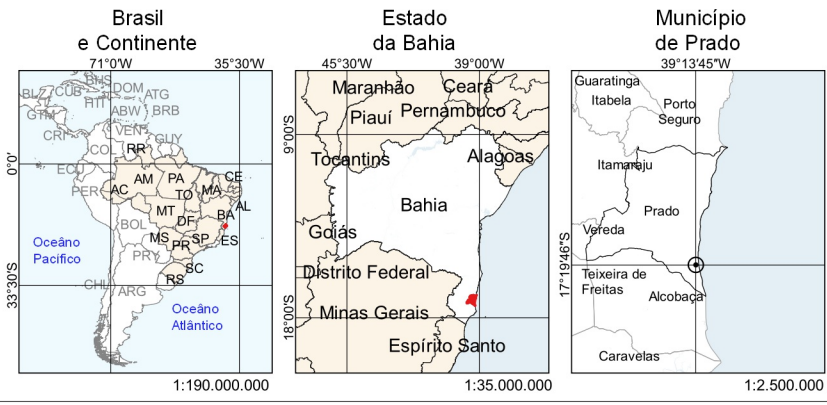 Brasil
e Continente
71°0'W
35°30'W
BHS
DOM
BLZ
CUB
ATG
HTI
GTM
ABW
BRB
CRI
VEN
GUY
COL
RR
0°0'
ECU
AM
PA
CE
PER
AC
TO
MA
AL
MT
DF
BA
BOL
MS
SP
ES
PR
PRY
Oceâno
Pacífico
SC
RS
33°30'S
CHL
ARG
Oceâno
Atlântico
1:190.000.000
Estado
da Bahia
45°30'W
39°00'W
Maranhão
Ceará
Piauí
Pernambuco
9°00'S
Tocantins
Alagoas
Bahia
Goiás
Distrito Federal
Minas Gerais
18°00'S
Espírito Santo
1:35.000.000
Município
de Prado
39°13'45"W
Guaratinga
Itabela
Porto
Seguro
Itamaraju
Prado
Vereda
17°19'46"S
Teixeira de
Freitas
Alcobaça
Caravelas
1:2.500.000